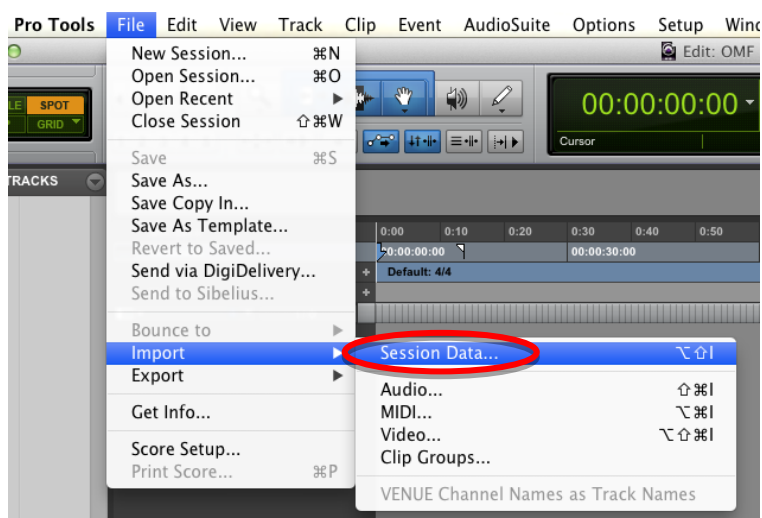 Pro Tools File Edit View Track Clip Event AudioSuite Options Setup Wind
Edit: OMF
New Session... ⌘N
Open Session... ⌘O
Open Recent ▶
Close Session ⇧⌘W
Save ⌘S
Save As...
Save Copy In...
Save As Template...
Revert to Saved...
Send via DigiDelivery...
Send to Sibelius...
Bounce to ▶
Import ▶
Export ▶
Get Info...
Score Setup...
Print Score... ⌘P
LE SPOT
GRID
TRACKS
00:00:00:00
Cursor
0:00 0:10 0:20 0:30 0:40 0:50
00:00:00:00 00:00:30:00
Default: 4/4
Session Data... ⌥⇧I
Audio... ⇧⌘I
MIDI... ⌥⌘I
Video... ⌥⇧⌘I
Clip Groups...
VENUE Channel Names as Track Names